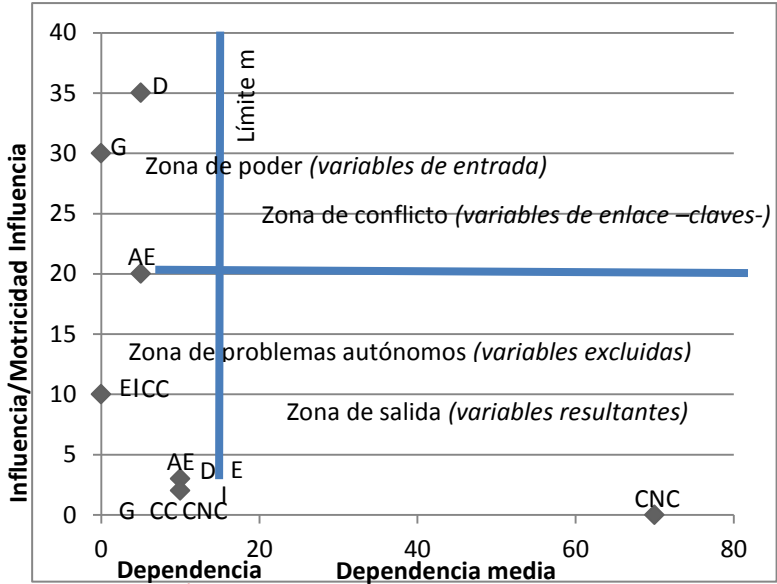 40
35
30
25
20
15
10
5
0
Influencia/Motricidad Influencia
D
Límite m
G
Zona de poder (variables de entrada)
Zona de conflicto (variables de enlace –claves-)
AE
Zona de problemas autónomos (variables excluidas)
EI CC
Zona de salida (variables resultantes)
AE D E
I
G CC CNC
CNC
0 20 40 60 80
Dependencia Dependencia media